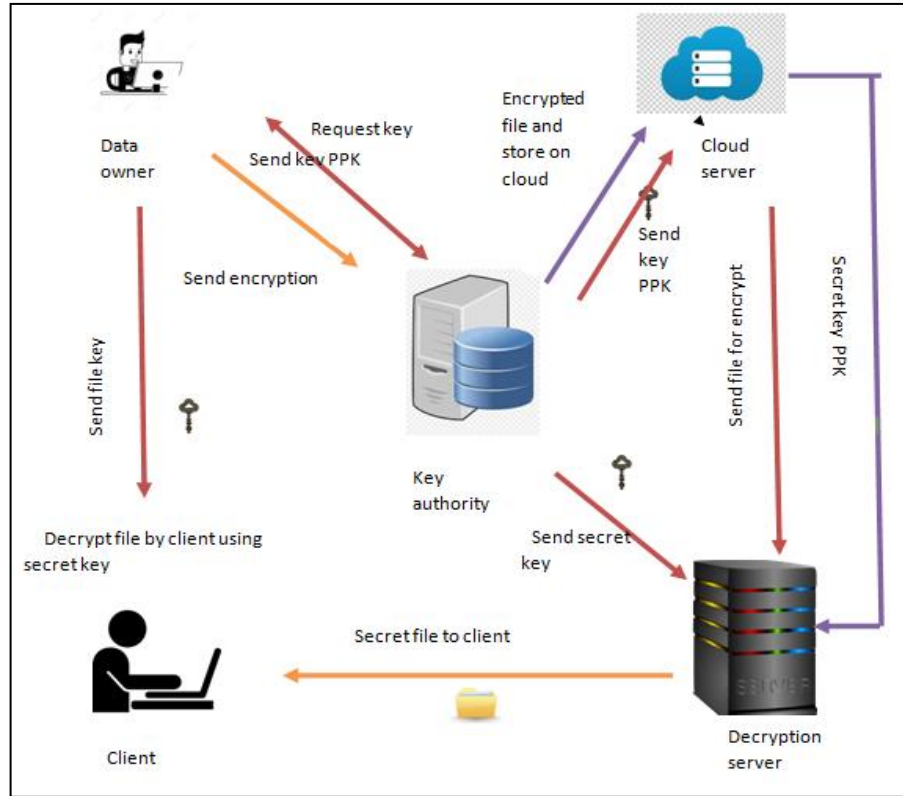 Data
owner
Request key
Send key PPK
Encrypted
file and
store on
cloud
Cloud
server
Send encryption
Send
key
PPK
Send file key
Send file for encrypt
Secret key PPK
Key
authority
Decrypt file by client using
secret key
Send secret
key
Secret file to client
SERVER
Client
Decryption
server